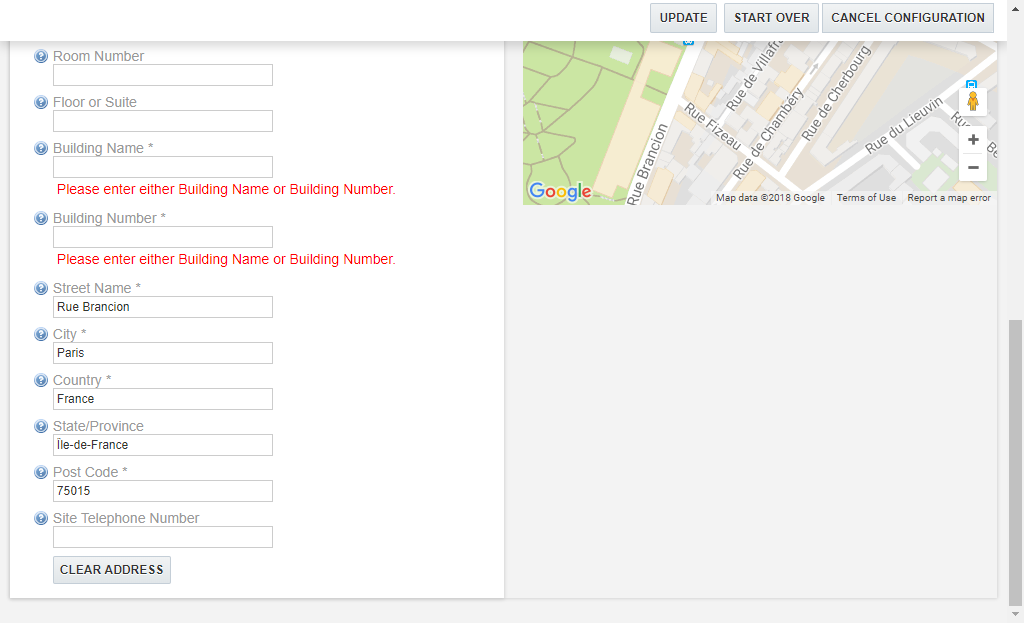 UPDATE START OVER CANCEL CONFIGURATION
Room Number
Floor or Suite
Building Name *
Please enter either Building Name or Building Number.
Building Number *
Please enter either Building Name or Building Number.
Street Name *
Rue Brancion
City *
Paris
Country *
France
State/Province
Île-de-France
Post Code *
75015
Site Telephone Number
CLEAR ADDRESS
Rue de Villafra
Rue de Cherbourg
Rue de Chambéry
Rue Fizeau
Rue du Lieuvin
Rue Brancion
Google
Map data ©2018 Google Terms of Use Report a map error